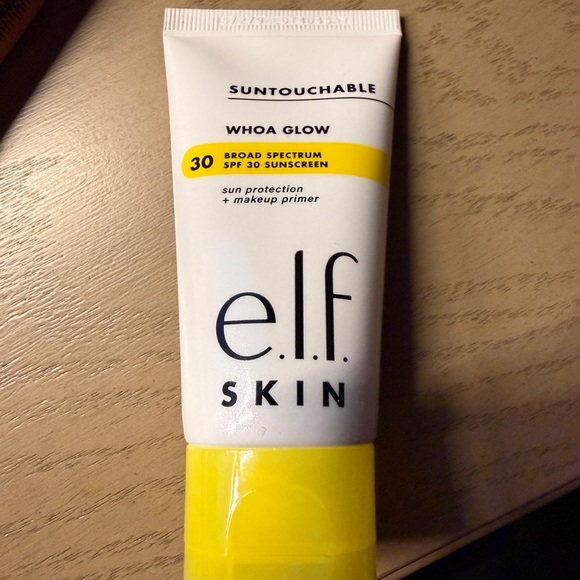 SUNTOUCHABLE
WHOA GLOW
30 BROAD SPECTRUM
SPF 30 SUNSCREEN
sun protection
+ makeup primer
e.l.f.
SKIN